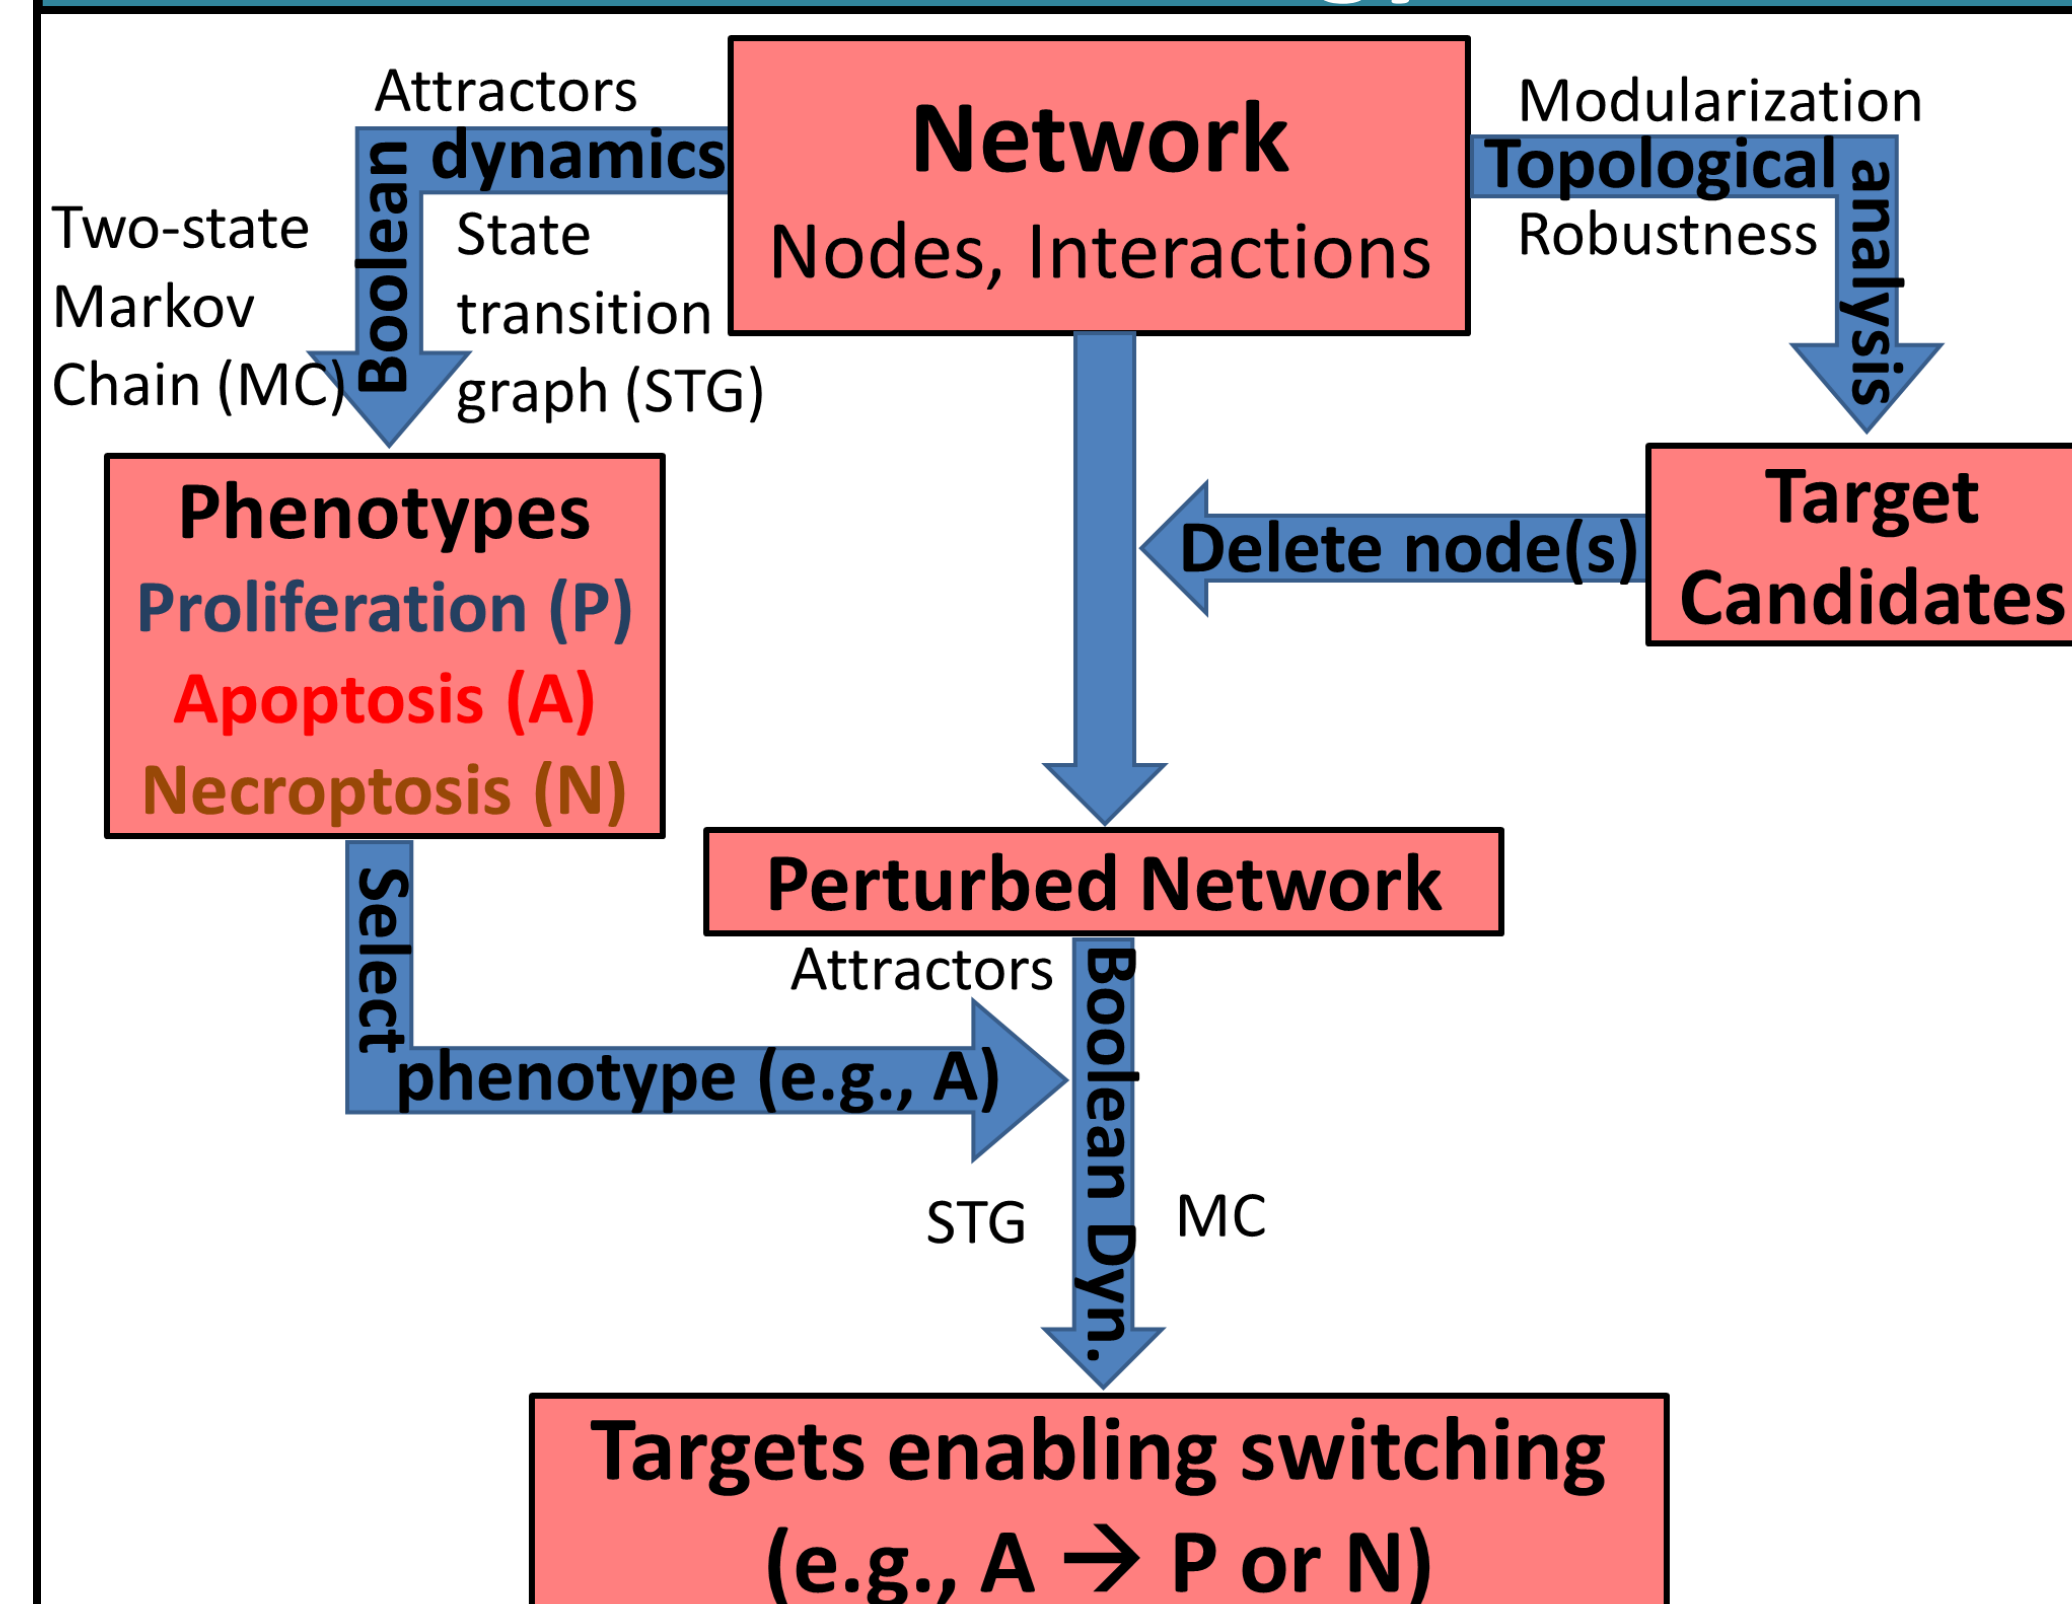 Attractors
Boolean
dynamics
Two-state
Markov
Chain (MC)
State
transition
graph (STG)
Network
Nodes, Interactions
Modularization
Topological
analysis
Robustness
Phenotypes
Proliferation (P)
Apoptosis (A)
Necroptosis (N)
Delete node(s)
Target
Candidates
Perturbed Network
Select
phenotype (e.g., A)
Attractors
Boolean Dyn.
STG
MC
Targets enabling switching
(e.g., A → P or N)